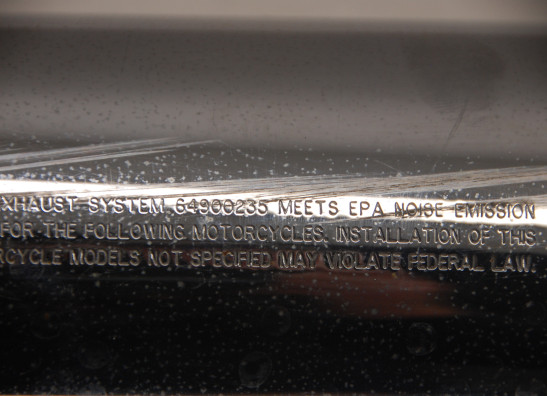 XHAUST SYSTEM 64900235 MEETS EPA NOISE EMISSION
FOR THE FOLLOWING MOTORCYCLES. INSTALLATION OF THIS
RCYCLE MODELS NOT SPECIFIED MAY VIOLATE FEDERAL LAW.